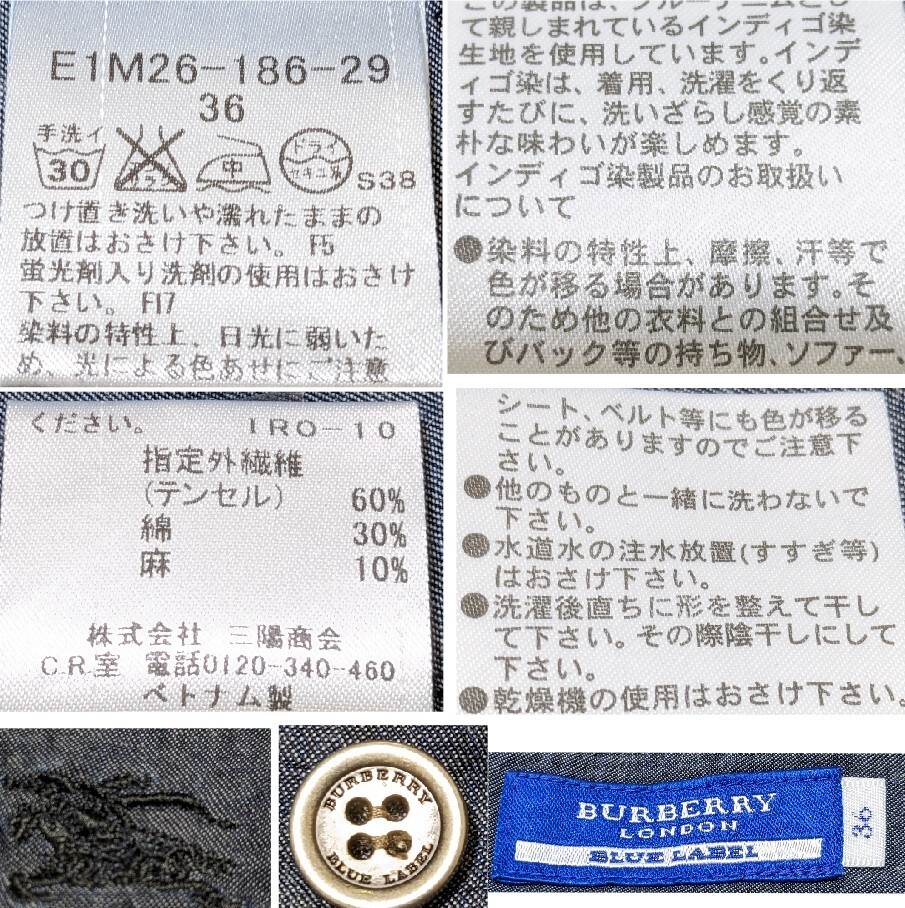 E1M26-186-29
36
手洗イ
30
中
ドライ
セキユ系
S38
つけ置き洗いや濡れたままの
放置はおさけ下さい。 F5
蛍光剤入り洗剤の使用はおさけ
下さい。 F17
染料の特性上、日光に弱いた
め、光による色あせにご注意
て親しまれているインディゴ染
生地を使用しています。インデ
ィゴ染は、着用、洗濯をくり返
すたびに、洗いざらし感覚の素
朴な味わいが楽しめます。
インディゴ染製品のお取扱い
について
●染料の特性上、摩擦、汗等で
色が移る場合があります。そ
のため他の衣料との組合せ及
びバック等の持ち物、ソファー、
ください。 IRO-10
指定外繊維
(テンセル) 60%
綿 30%
麻 10%
株式会社 三陽商会
C.R.室 電話0120-340-460
ベトナム製
シート、ベルト等にも色が移る
ことがありますのでご注意下
さい。
●他のものと一緒に洗わないで
下さい。
●水道水の注水放置(すすぎ等)
はおさけ下さい。
●洗濯後直ちに形を整えて干し
て下さい。その際陰干しにして
下さい。
●乾燥機の使用はおさけ下さい。
BURBERRY
BLUE LABEL
BURBERRY
LONDON
BLUE LABEL
36